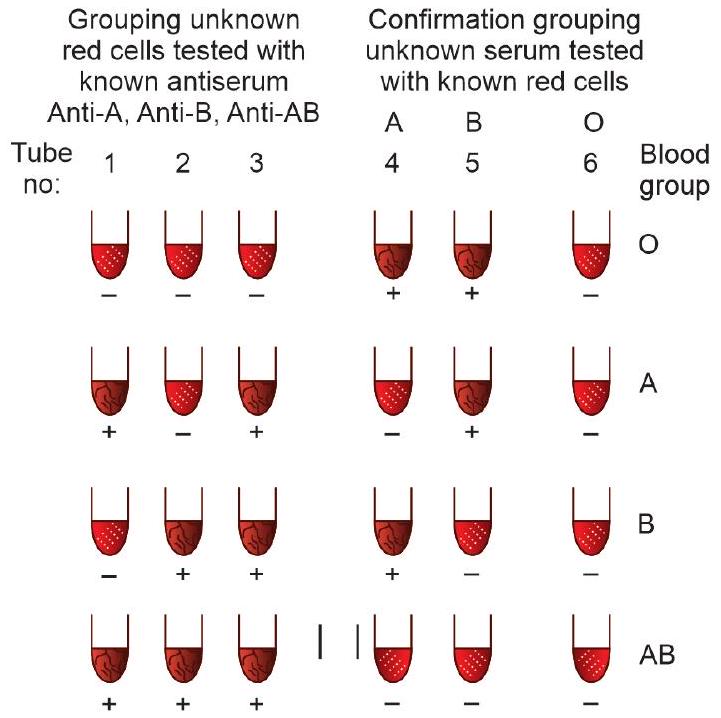 Grouping unknown
red cells tested with
known antiserum
Anti-A, Anti-B, Anti-AB
Confirmation grouping
unknown serum tested
with known red cells
A B O
Tube no: 1 2 3 4 5 6 Blood group
– – – + + – O
+ – + – + – A
– + + + – – B
+ + + – – – AB